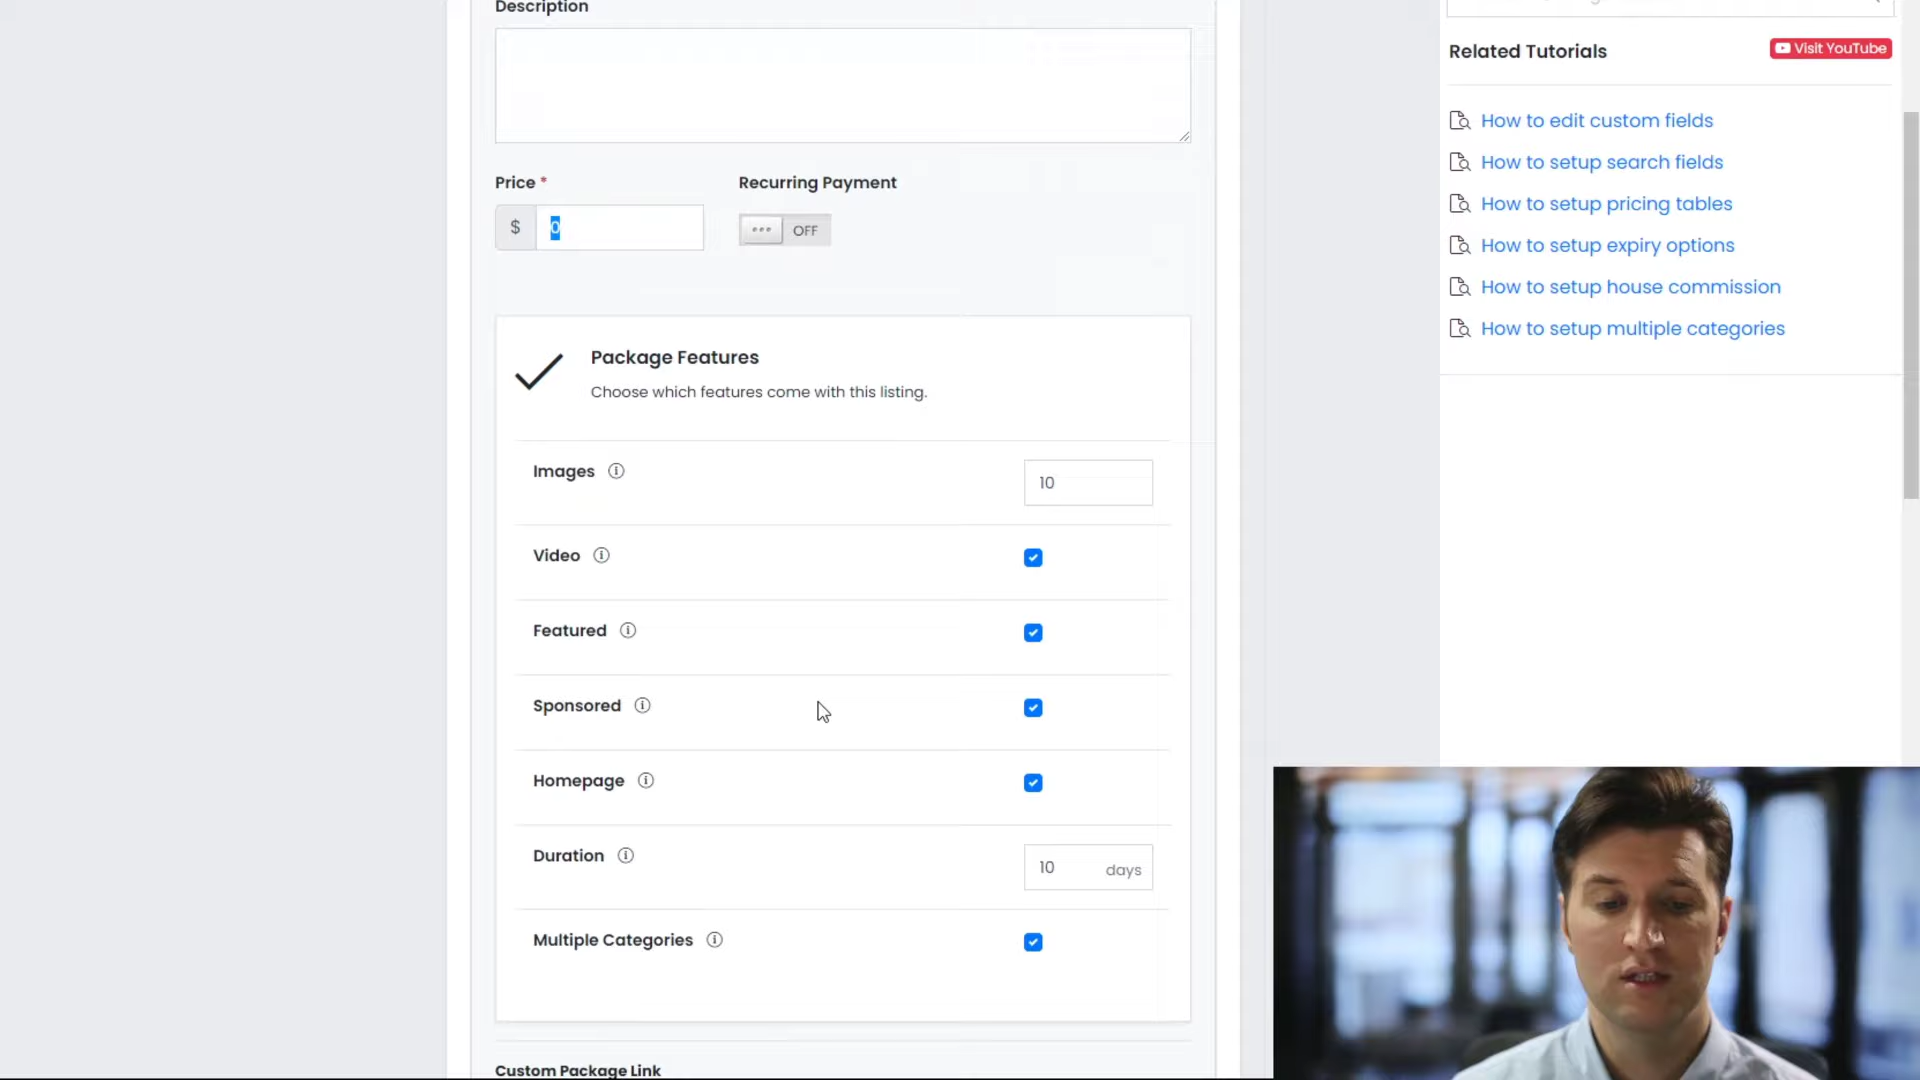 Description
Price *
Recurring Payment
$
0
OFF
Package Features
Choose which features come with this listing.
Images
10
Video
Featured
Sponsored
Homepage
Duration
10
days
Multiple Categories
Custom Package Link
Related Tutorials
Visit YouTube
How to edit custom fields
How to setup search fields
How to setup pricing tables
How to setup expiry options
How to setup house commission
How to setup multiple categories